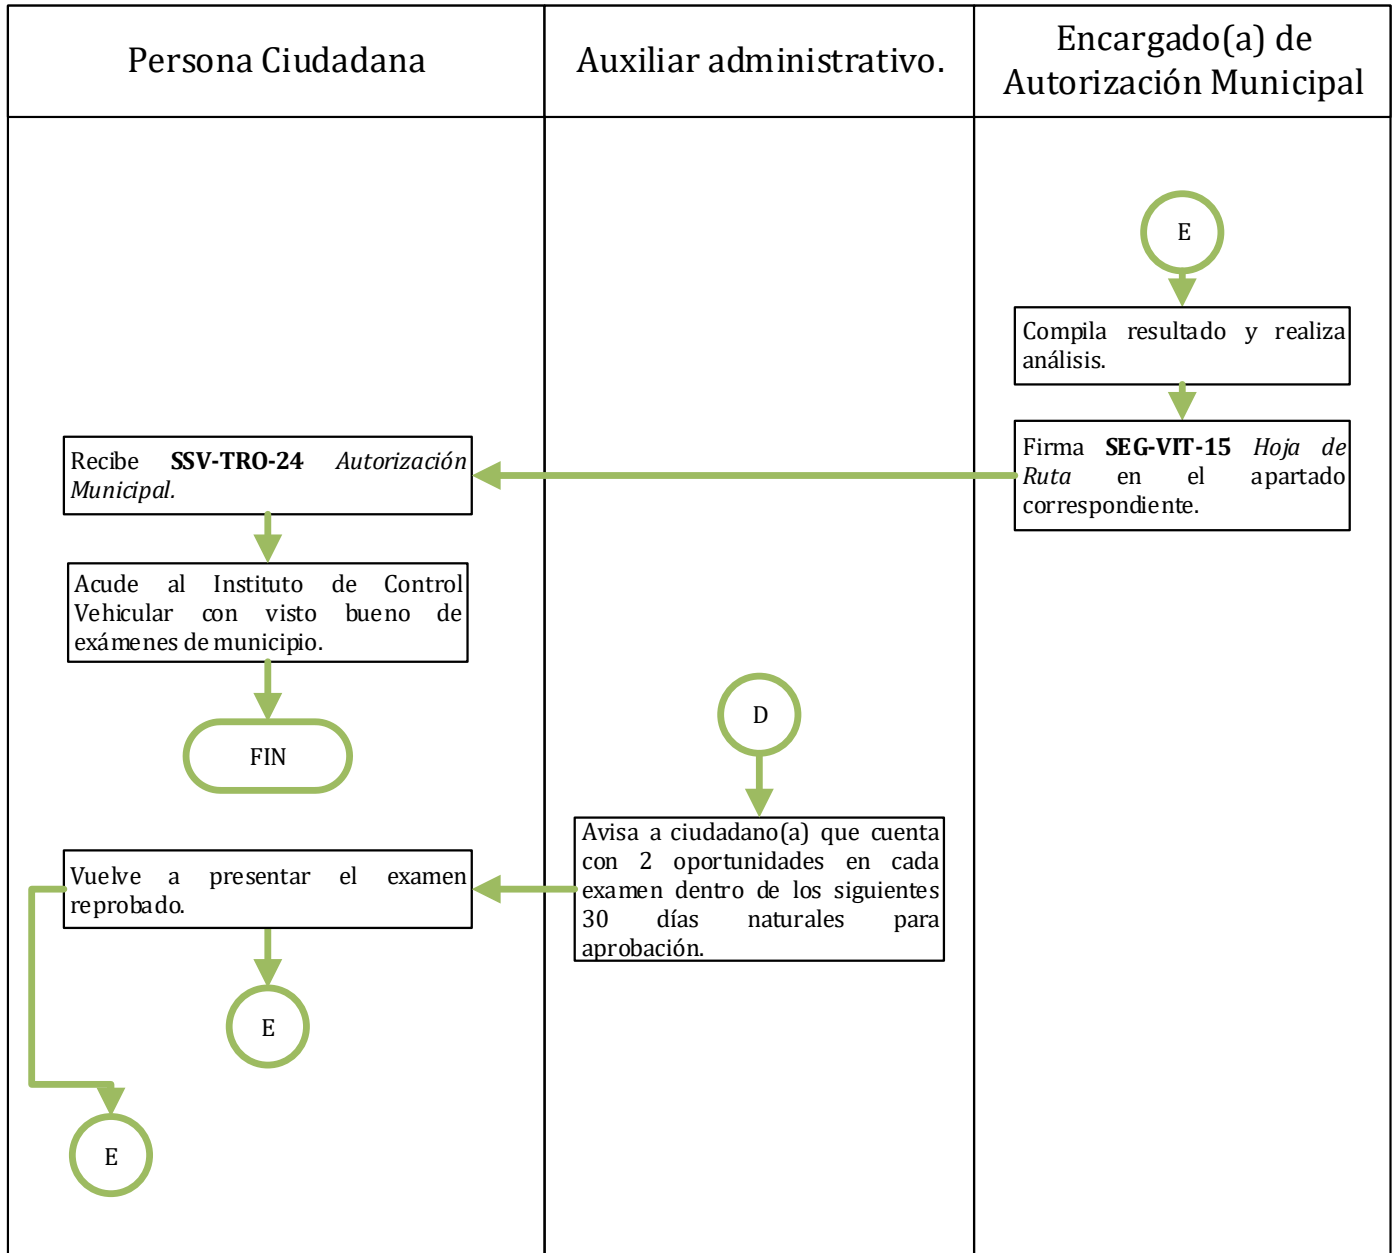 Persona Ciudadana
Auxiliar administrativo.
Encargado(a) de
Autorización Municipal
E
Compila resultado y realiza
análisis.
Firma SEG-VIT-15 Hoja de
Ruta en el apartado
correspondiente.
Recibe SSV-TRO-24 Autorización
Municipal.
Acude al Instituto de Control
Vehicular con visto bueno de
exámenes de municipio.
FIN
D
Avisa a ciudadano(a) que cuenta
con 2 oportunidades en cada
examen dentro de los siguientes
30 días naturales para
aprobación.
Vuelve a presentar el examen
reprobado.
E
E